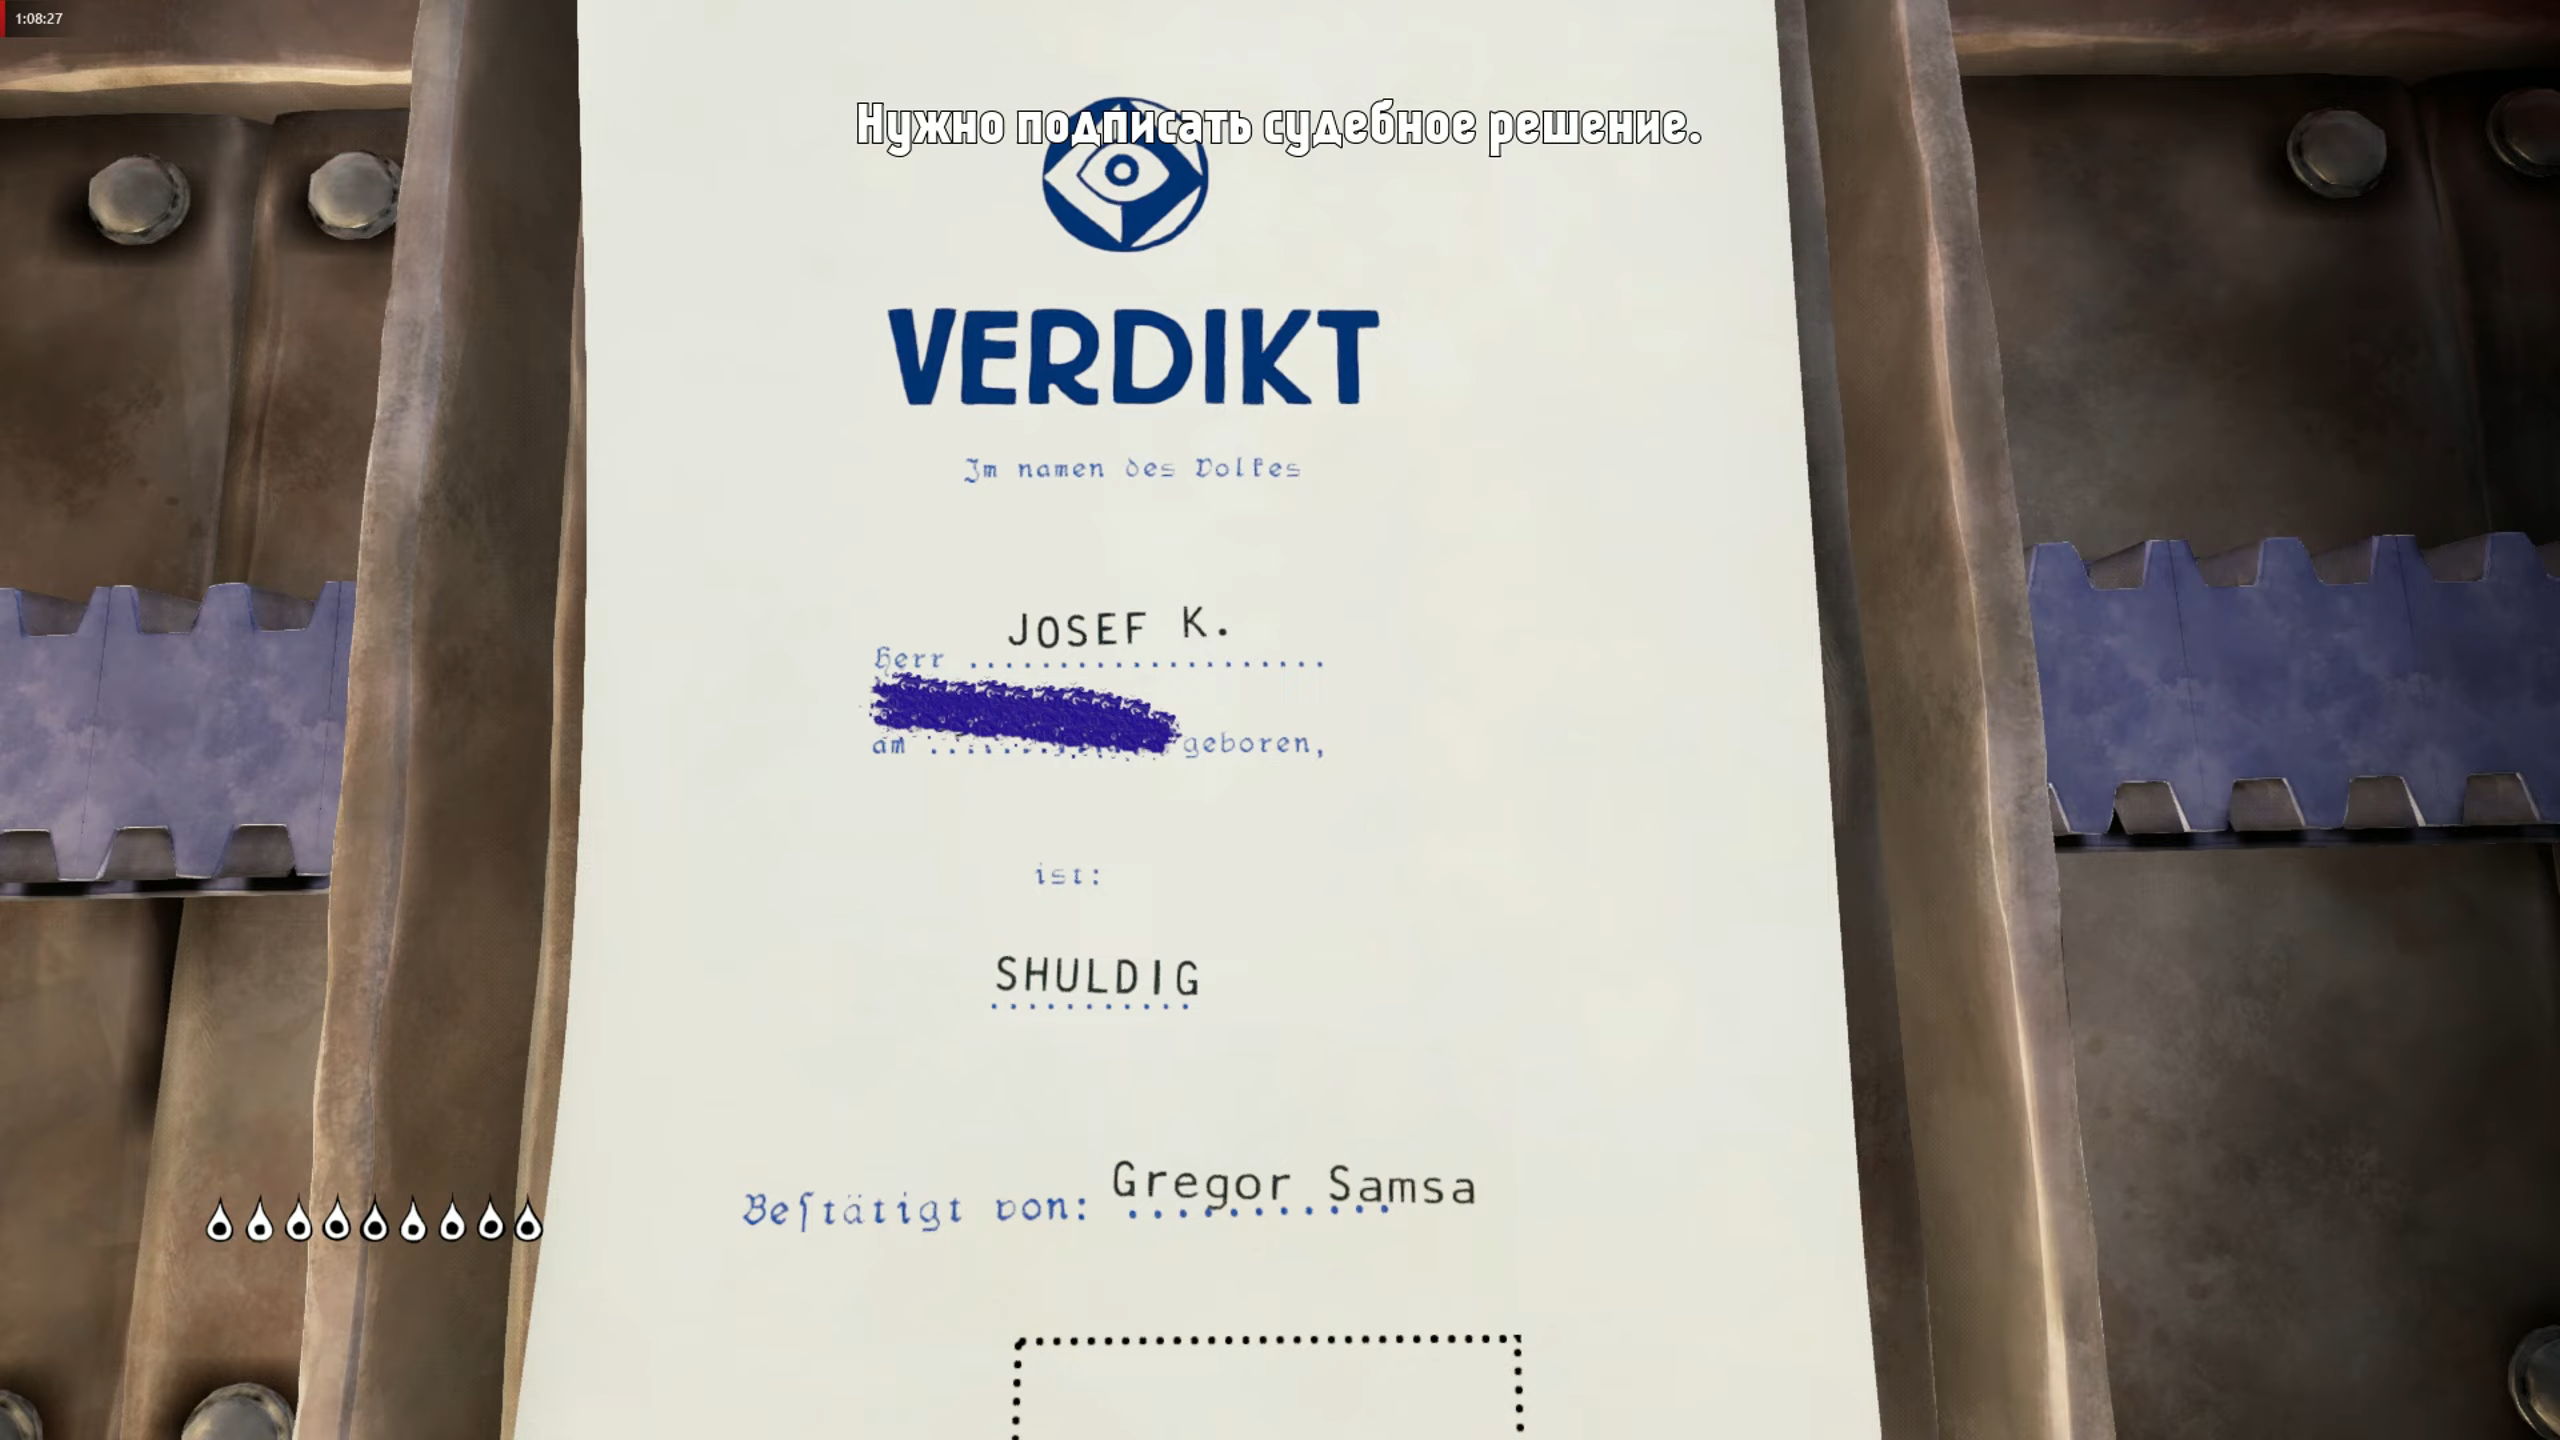 1:08:27
Нужно подписать судебное решение.
VERDIKT
Im namen des Volkes
JOSEF K.
Herr ....................
am .............. geboren,
ist:
SHULDIG
...........
Gregor Samsa
Beſtätigt von: ............